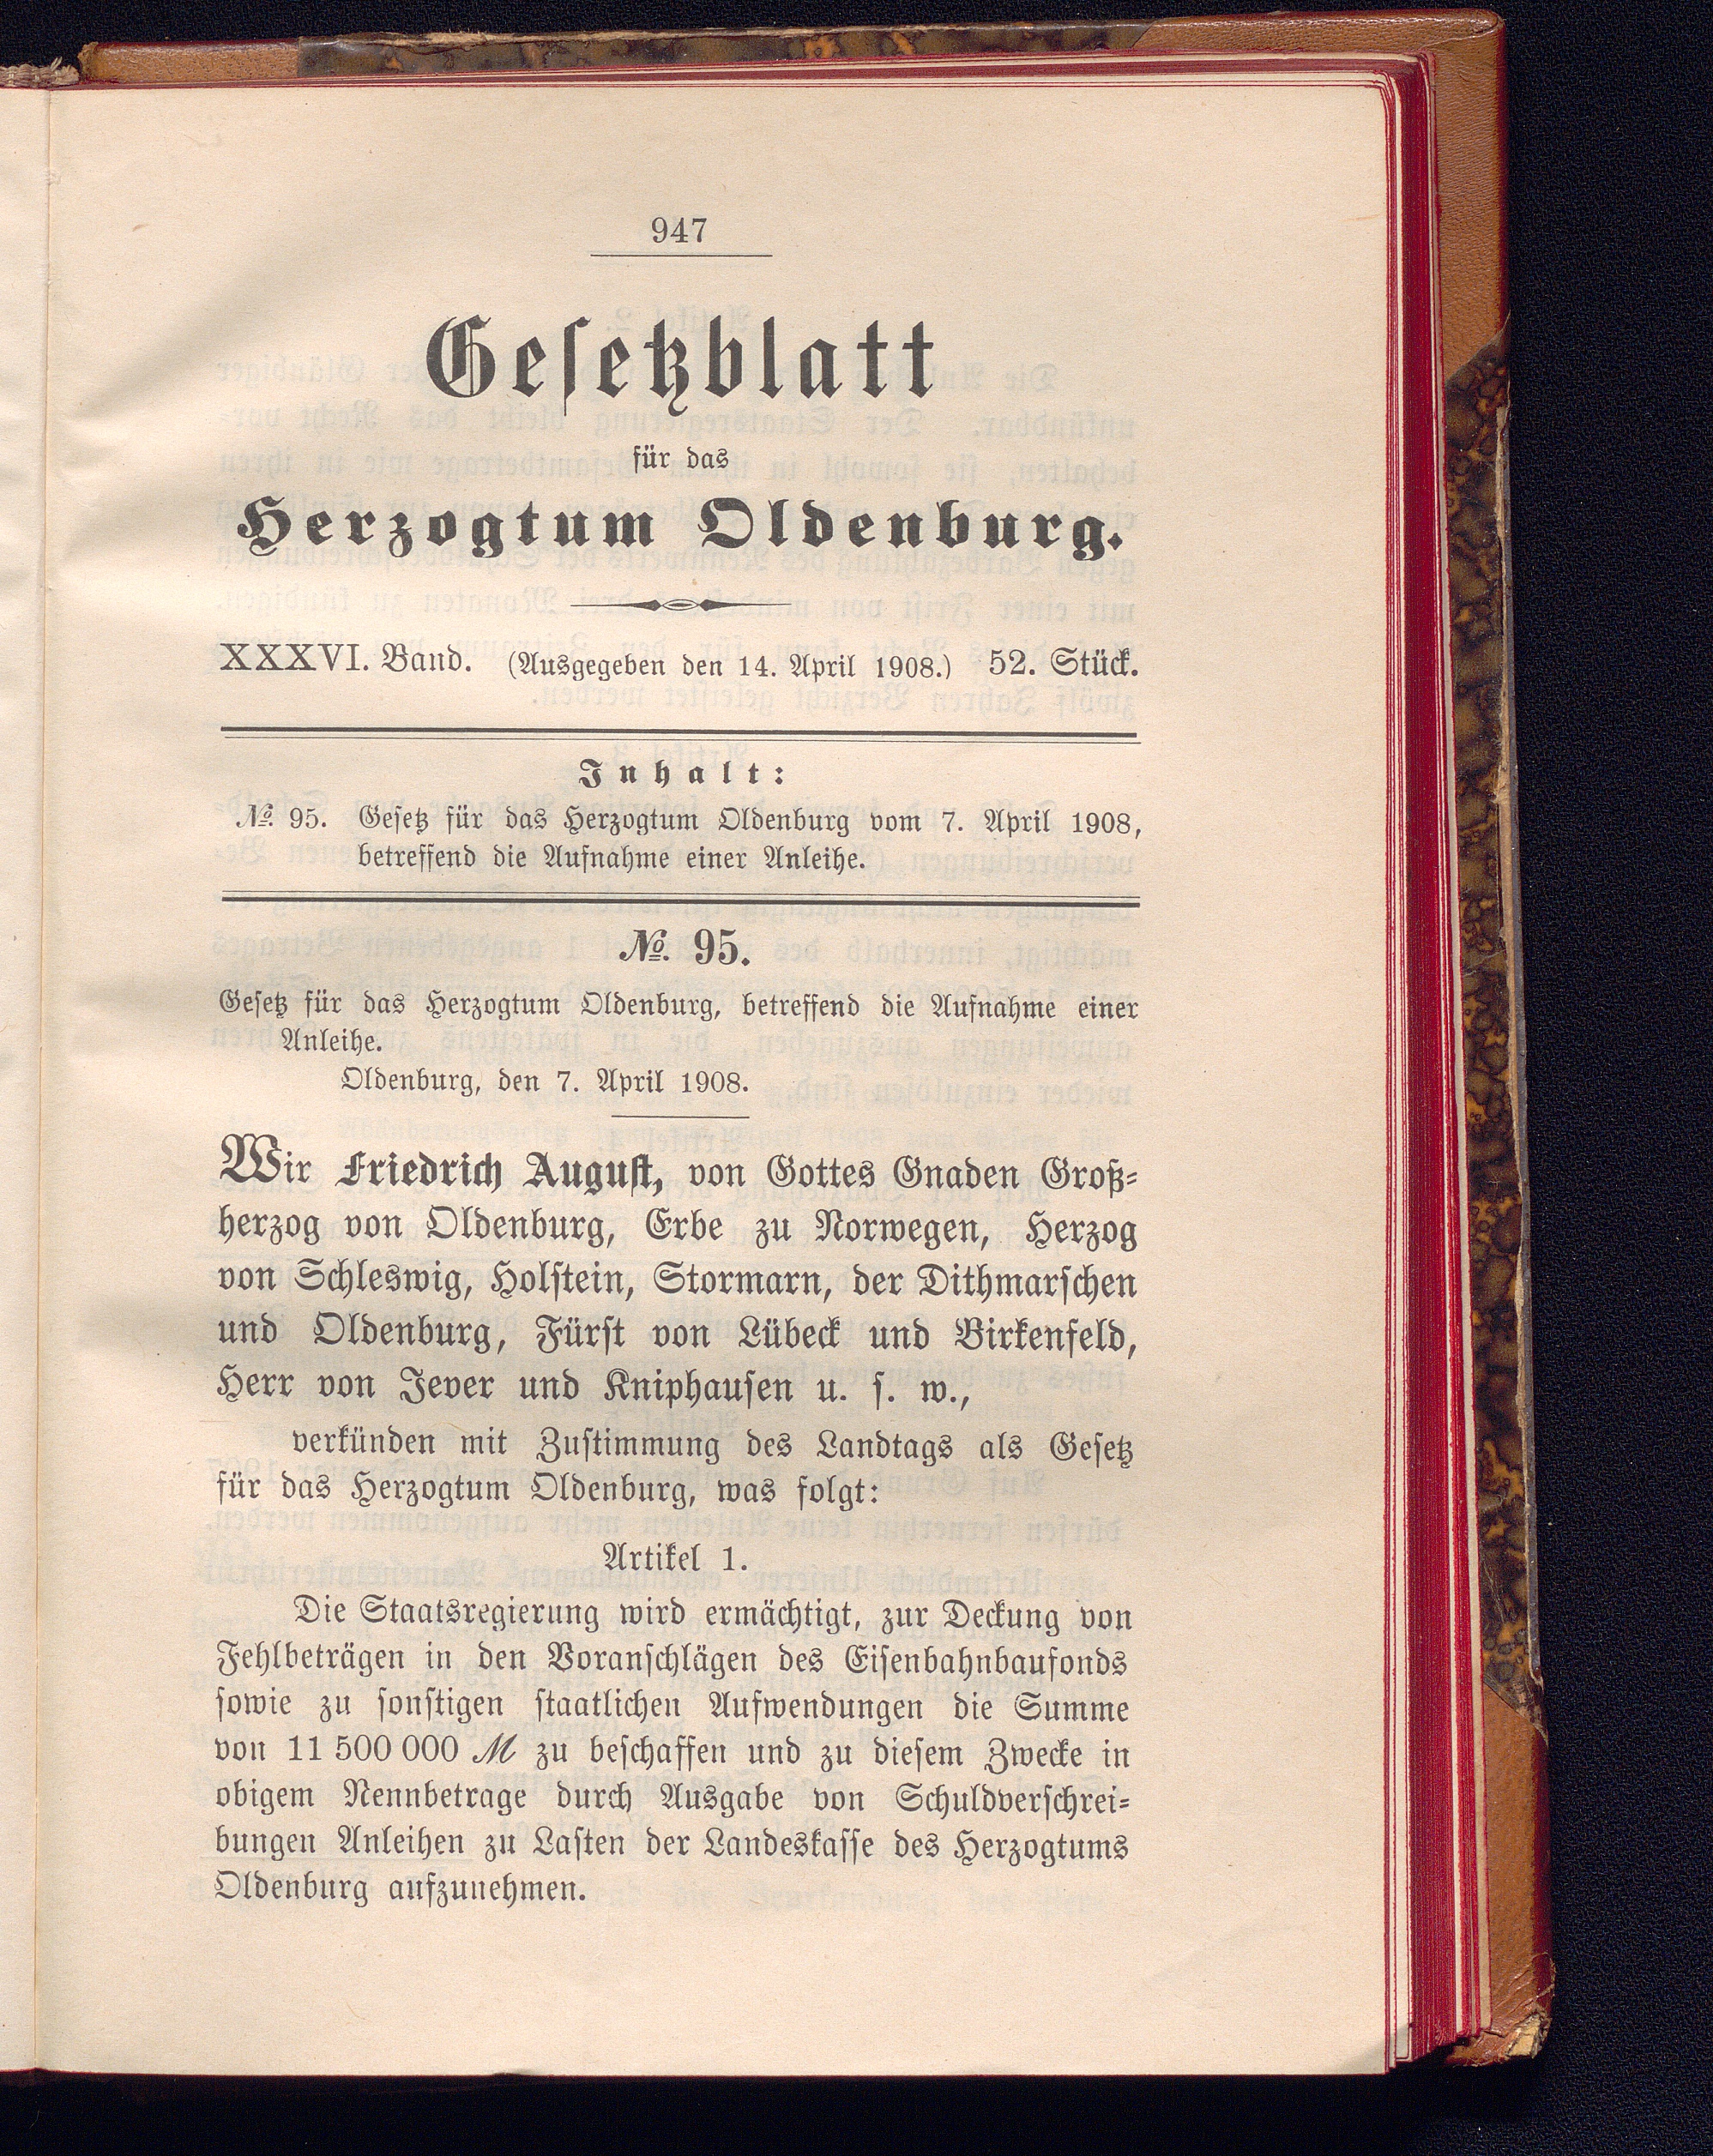 947
Gesetzblatt
für das
Herzogtum Oldenburg.
XXXVI. Band. (Ausgegeben den 14. April 1908.) 52. Stück.
Inhalt:
№. 95. Gesetz für das Herzogtum Oldenburg vom 7. April 1908,
betreffend die Aufnahme einer Anleihe.
№. 95.
Gesetz für das Herzogtum Oldenburg, betreffend die Aufnahme einer
Anleihe.
Oldenburg, den 7. April 1908.
Wir Friedrich August, von Gottes Gnaden Groß-
herzog von Oldenburg, Erbe zu Norwegen, Herzog
von Schleswig, Holstein, Stormarn, der Dithmarschen
und Oldenburg, Fürst von Lübeck und Birkenfeld,
Herr von Jever und Kniphausen u. s. w.,
verkünden mit Zustimmung des Landtags als Gesetz
für das Herzogtum Oldenburg, was folgt:
Artikel 1.
Die Staatsregierung wird ermächtigt, zur Deckung von
Fehlbeträgen in den Voranschlägen des Eisenbahnbaufonds
sowie zu sonstigen staatlichen Aufwendungen die Summe
von 11 500 000 ℳ zu beschaffen und zu diesem Zwecke in
obigem Nennbetrage durch Ausgabe von Schuldverschrei-
bungen Anleihen zu Lasten der Landeskasse des Herzogtums
Oldenburg aufzunehmen.